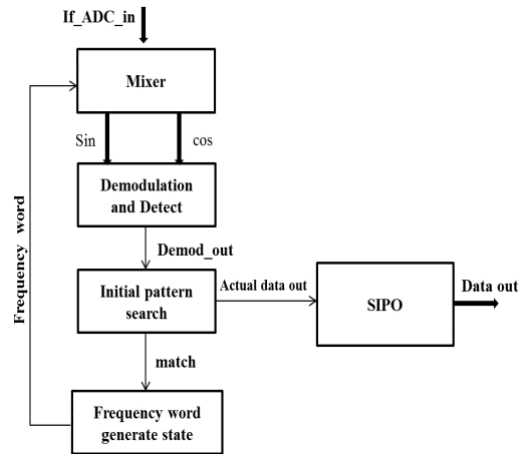 If_ADC_in
Mixer
Sin
cos
Demodulation
and Detect
Demod_out
Initial pattern
search
Actual data out
SIPO
Data out
match
Frequency word
generate state
Frequency word